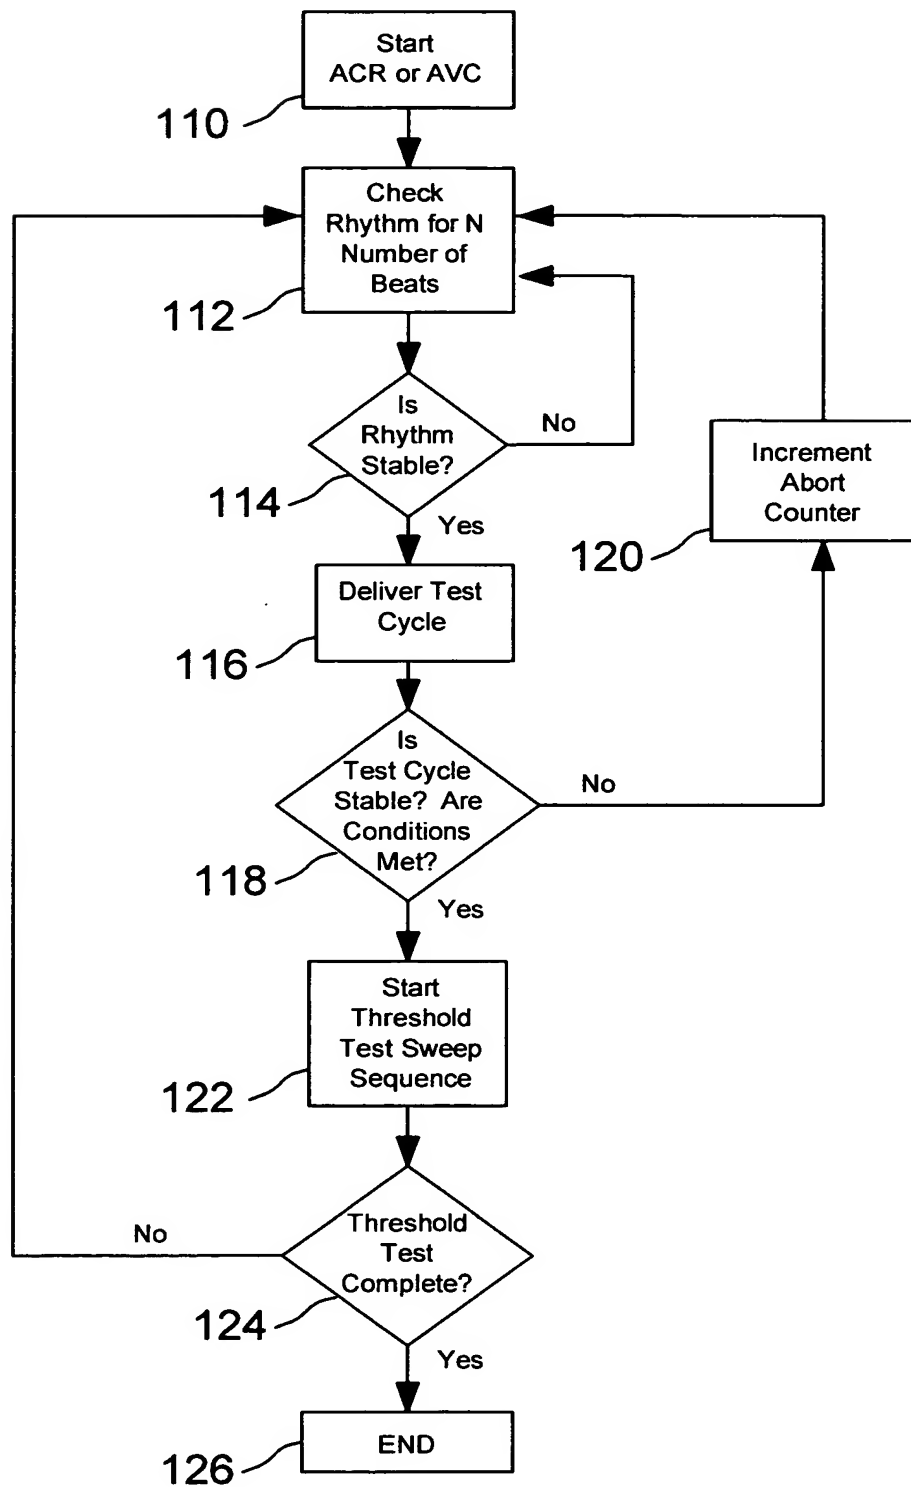 Start
ACR or AVC
110
Check
Rhythm for N
Number of
Beats
112
Is
Rhythm
Stable?
No
114
Yes
Increment
Abort
Counter
120
Deliver Test
Cycle
116
Is
Test Cycle
Stable? Are
Conditions
Met?
No
118
Yes
Start
Threshold
Test Sweep
Sequence
122
No
Threshold
Test
Complete?
124
Yes
END
126